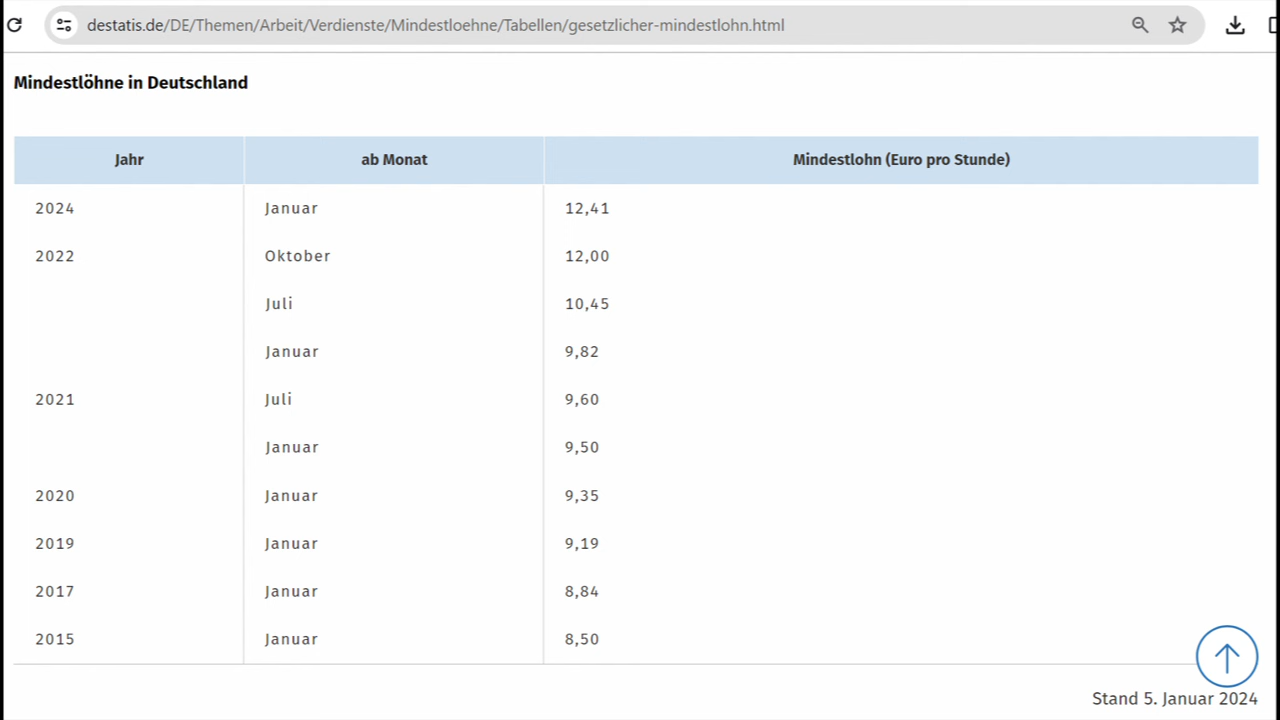 destatis.de/DE/Themen/Arbeit/Verdienste/Mindestloehne/Tabellen/gesetzlicher-mindestlohn.html
Mindestlöhne in Deutschland
Jahr ab Monat Mindestlohn (Euro pro Stunde)
2024 Januar 12,41
2022 Oktober 12,00
Juli 10,45
Januar 9,82
2021 Juli 9,60
Januar 9,50
2020 Januar 9,35
2019 Januar 9,19
2017 Januar 8,84
2015 Januar 8,50
Stand 5. Januar 2024